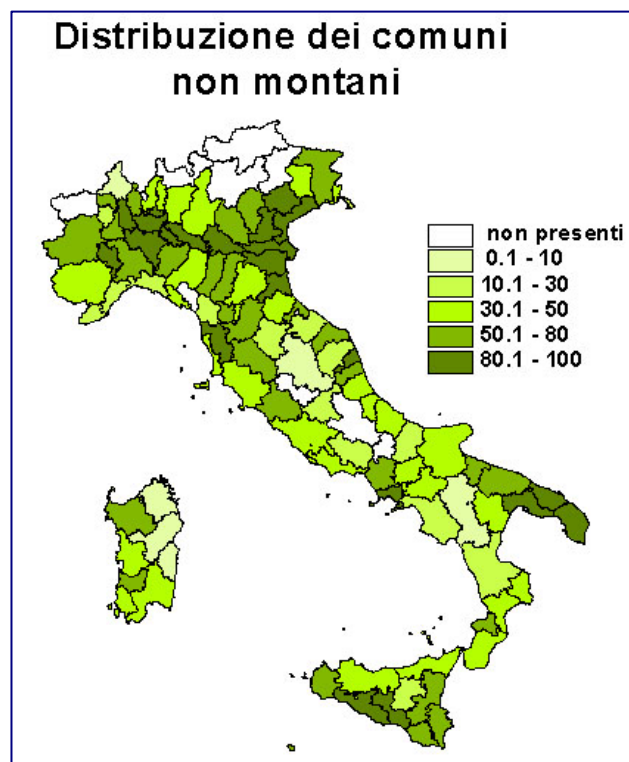 Distribuzione dei comuni
non montani
non presenti
0.1 - 10
10.1 - 30
30.1 - 50
50.1 - 80
80.1 - 100